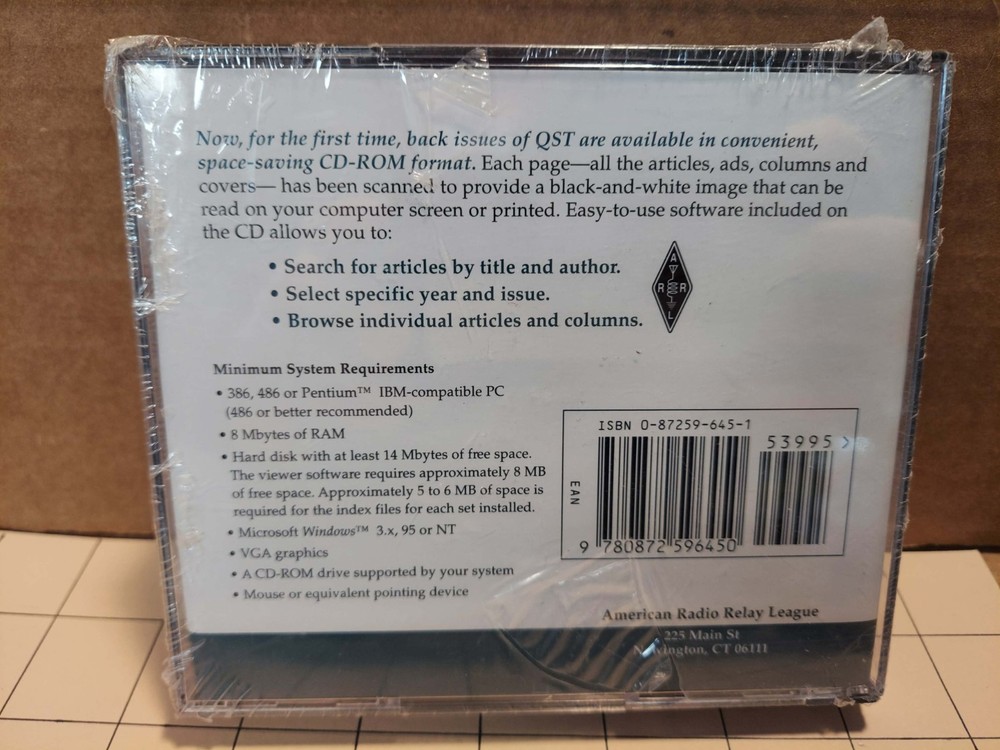 Now, for the first time, back issues of QST are available in convenient,
space-saving CD-ROM format. Each page—all the articles, ads, columns and
covers— has been scanned to provide a black-and-white image that can be
read on your computer screen or printed. Easy-to-use software included on
the CD allows you to:
• Search for articles by title and author.
• Select specific year and issue.
• Browse individual articles and columns.
A
R R
L
Minimum System Requirements
• 386, 486 or Pentium™ IBM-compatible PC
(486 or better recommended)
• 8 Mbytes of RAM
• Hard disk with at least 14 Mbytes of free space.
The viewer software requires approximately 8 MB
of free space. Approximately 5 to 6 MB of space is
required for the index files for each set installed.
• Microsoft Windows™ 3.x, 95 or NT
• VGA graphics
• A CD-ROM drive supported by your system
• Mouse or equivalent pointing device
ISBN 0-87259-645-1
53995 >
EAN
9 780872 596450
American Radio Relay League
225 Main St
Newington, CT 06111